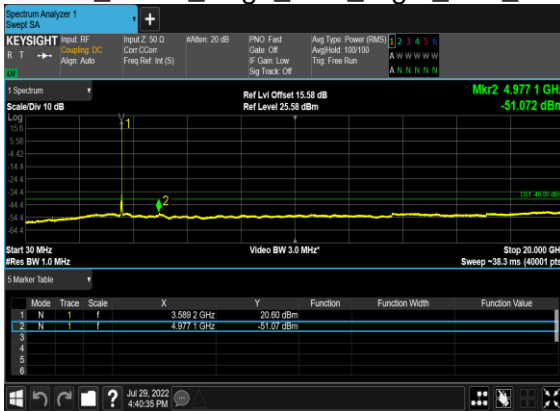 Spectrum Analyzer 1
Swept SA
+
KEYSIGHT
R T
Input: RF
Coupling: DC
Align: Auto
Input Z: 50 Ω
Corr CCorr
Freq Ref: Int (S)
#Atten: 20 dB
PNO: Fast
Gate: Off
IF Gain: Low
Sig Track: Off
Avg Type: Power (RMS)
Avg|Hold: 100/100
Trig: Free Run
1 2 3 4 5 6
A W W W W W
A N N N N N
1 Spectrum
Scale/Div 10 dB
Ref Lvl Offset 15.58 dB
Ref Level 25.58 dBm
Mkr2 4.977 1 GHz
-51.072 dBm
Log
15.6
5.58
-4.42
-14.4
-24.4
-34.4
-44.4
-54.4
-64.4
1
2
DL1 -40.00 dBm
Start 30 MHz
#Res BW 1.0 MHz
Video BW 3.0 MHz*
Stop 20.000 GHz
Sweep ~38.3 ms (40001 pts)
5 Marker Table
Mode Trace Scale X Y Function Function Width Function Value
1 N 1 f 3.589 2 GHz 20.60 dBm
2 N 1 f 4.977 1 GHz -51.07 dBm
3
4
5
6
?
Jul 29, 2022
4:40:35 PM